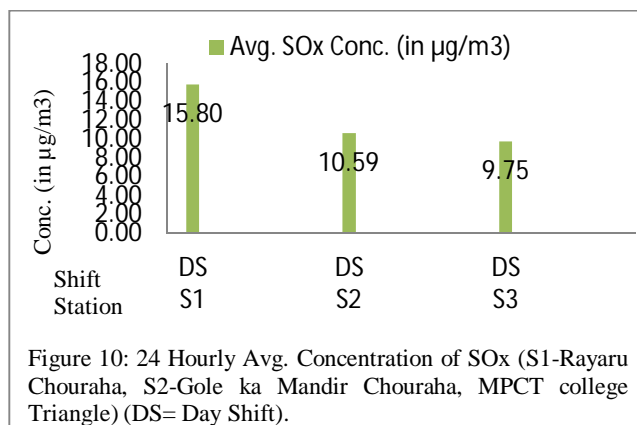 Avg. SOx Conc. (in µg/m3)
Conc. (in µg/m3)
18.00
16.00
14.00
12.00
10.00
8.00
6.00
4.00
2.00
0.00
15.80
10.59
9.75
Shift DS DS DS
Station S1 S2 S3
Figure 10: 24 Hourly Avg. Concentration of SOx (S1-Rayaru
Chouraha, S2-Gole ka Mandir Chouraha, MPCT college
Triangle) (DS= Day Shift).